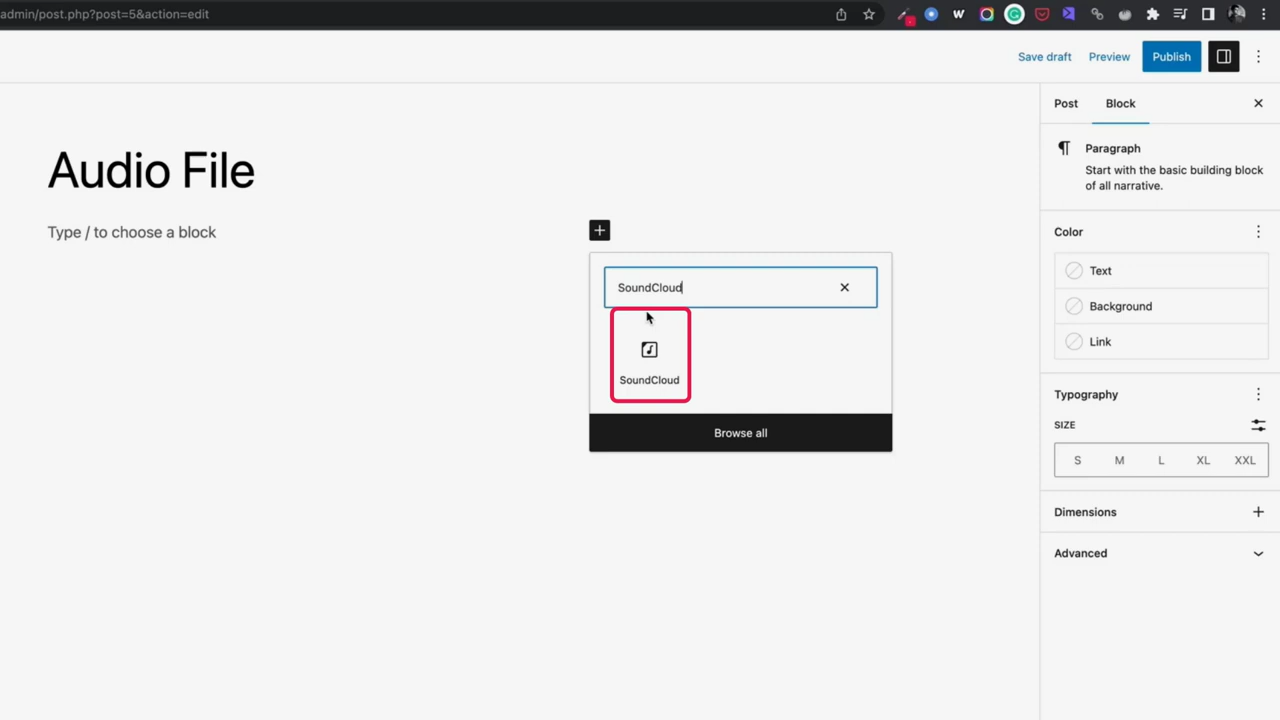 admin/post.php?post=5&action=edit
Save draft
Preview
Publish
Post
Block
Paragraph
Start with the basic building block
of all narrative.
Audio File
Type / to choose a block
SoundCloud
SoundCloud
Browse all
Color
Text
Background
Link
Typography
SIZE
S
M
L
XL
XXL
Dimensions
Advanced